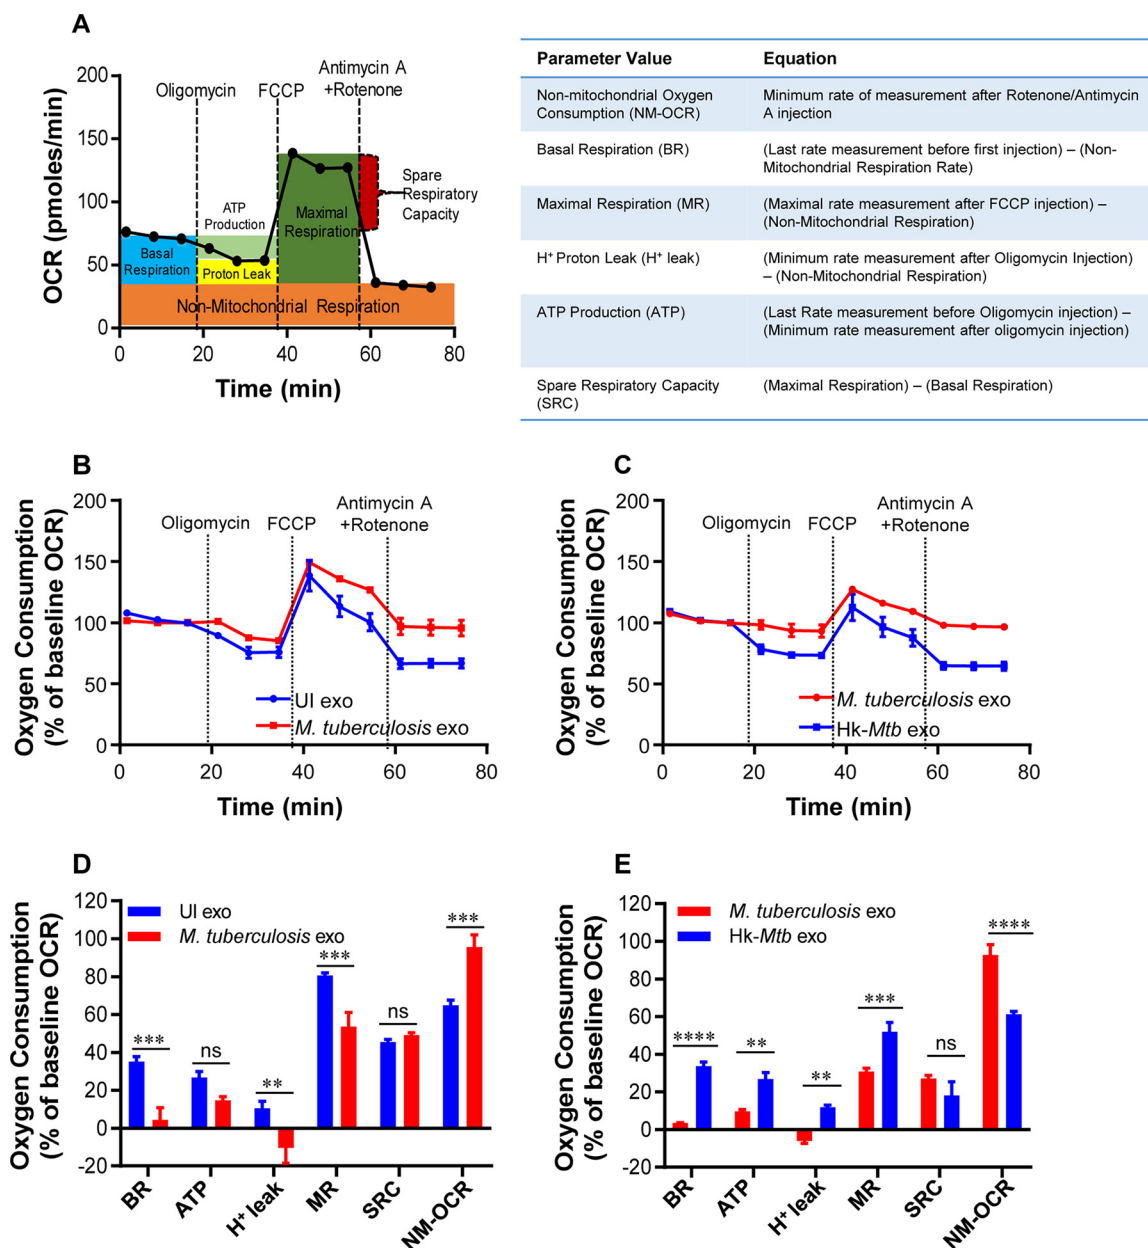 A
200
150
100
50
0
OCR (pmoles/min)
Oligomycin
FCCP
Antimycin A
+Rotenone
ATP
Production
Basal
Respiration
Proton Leak
Maximal
Respiration
Spare
Respiratory
Capacity
Non-Mitochondrial Respiration
0 20 40 60 80
Time (min)
Parameter Value Equation
Non-mitochondrial Oxygen
Consumption (NM-OCR)
Minimum rate of measurement after Rotenone/Antimycin
A injection
Basal Respiration (BR)
(Last rate measurement before first injection) – (Non-
Mitochondrial Respiration Rate)
Maximal Respiration (MR)
(Maximal rate measurement after FCCP injection) –
(Non-Mitochondrial Respiration)
H⁺ Proton Leak (H⁺ leak)
(Minimum rate measurement after Oligomycin Injection)
– (Non-Mitochondrial Respiration)
ATP Production (ATP)
(Last Rate measurement before Oligomycin injection) –
(Minimum rate measurement after oligomycin injection)
Spare Respiratory Capacity
(SRC)
(Maximal Respiration) – (Basal Respiration)
B
200
150
100
50
0
Oxygen Consumption
(% of baseline OCR)
Oligomycin
FCCP
Antimycin A
+Rotenone
UI exo
M. tuberculosis exo
0 20 40 60 80
Time (min)
C
200
150
100
50
0
Oxygen Consumption
(% of baseline OCR)
Oligomycin
FCCP
Antimycin A
+Rotenone
M. tuberculosis exo
Hk-Mtb exo
0 20 40 60 80
Time (min)
D
120
100
80
60
40
20
0
-20
Oxygen Consumption
(% of baseline OCR)
UI exo
M. tuberculosis exo
***
ns
**
***
ns
***
BR ATP H⁺ leak MR SRC NM-OCR
E
120
100
80
60
40
20
0
-20
Oxygen Consumption
(% of baseline OCR)
M. tuberculosis exo
Hk-Mtb exo
****
**
**
***
ns
****
BR ATP H⁺ leak MR SRC NM-OCR